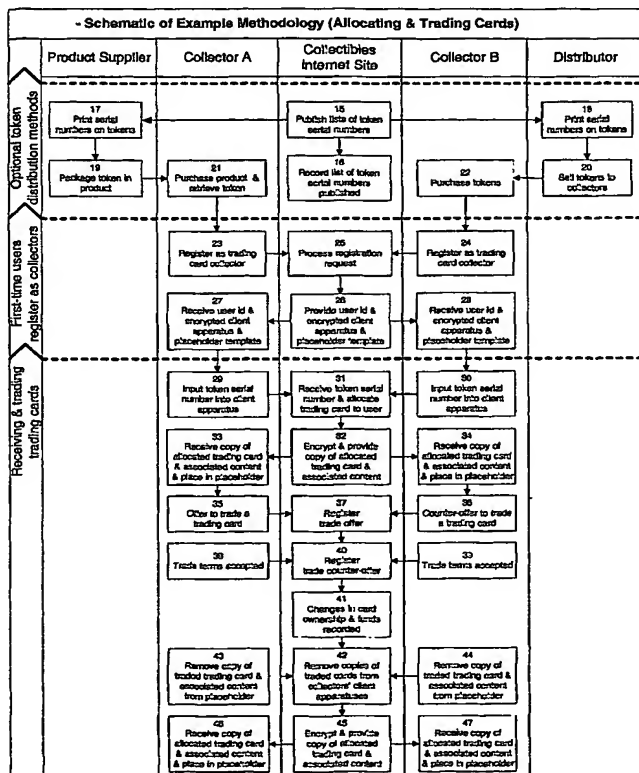 - Schematic of Example Methodology (Allocating & Trading Cards)
Product Supplier
Collector A
Collectibles
Internet Site
Collector B
Distributor
Optional token
distribution methods
17
Print serial
numbers on tokens
15
Publish lists of token
serial numbers
18
Print serial
numbers on tokens
19
Package token in
product
21
Purchase product &
retrieve token
16
Record list of token
serial numbers
published
22
Purchase tokens
20
Sell tokens to
collectors
First-time users
register as collectors
23
Register as trading
card collector
25
Process registration
request
24
Register as trading
card collector
27
Receive user id &
encrypted client
apparatus &
placeholder template
26
Provide user id &
encrypted client
apparatus &
placeholder template
28
Receive user id &
encrypted client
apparatus &
placeholder template
Receiving & trading
trading cards
29
Input token serial
number into client
apparatus
31
Receive token serial
number & allocate
trading card to user
30
Input token serial
number into client
apparatus
33
Receive copy of
allocated trading card
& associated content
& place in placeholder
32
Encrypt & provide
copy of allocated
trading card &
associated content
34
Receive copy of
allocated trading card
& associated content
& place in placeholder
35
Offer to trade a
trading card
37
Register
trade offer
36
Counter-offer to trade
a trading card
38
Trade terms accepted
40
Register
trade counter-offer
39
Trade terms accepted
41
Changes in card
ownership & funds
recorded
43
Remove copy of
traded trading card &
associated content
from placeholder
42
Remove copies of
traded cards from
collectors' client
apparatuses
44
Remove copy of
traded trading card &
associated content
from placeholder
46
Receive copy of
allocated trading card
& associated content
& place in placeholder
45
Encrypt & provide
copy of allocated
trading card &
associated content
47
Receive copy of
allocated trading card
& associated content
& place in placeholder